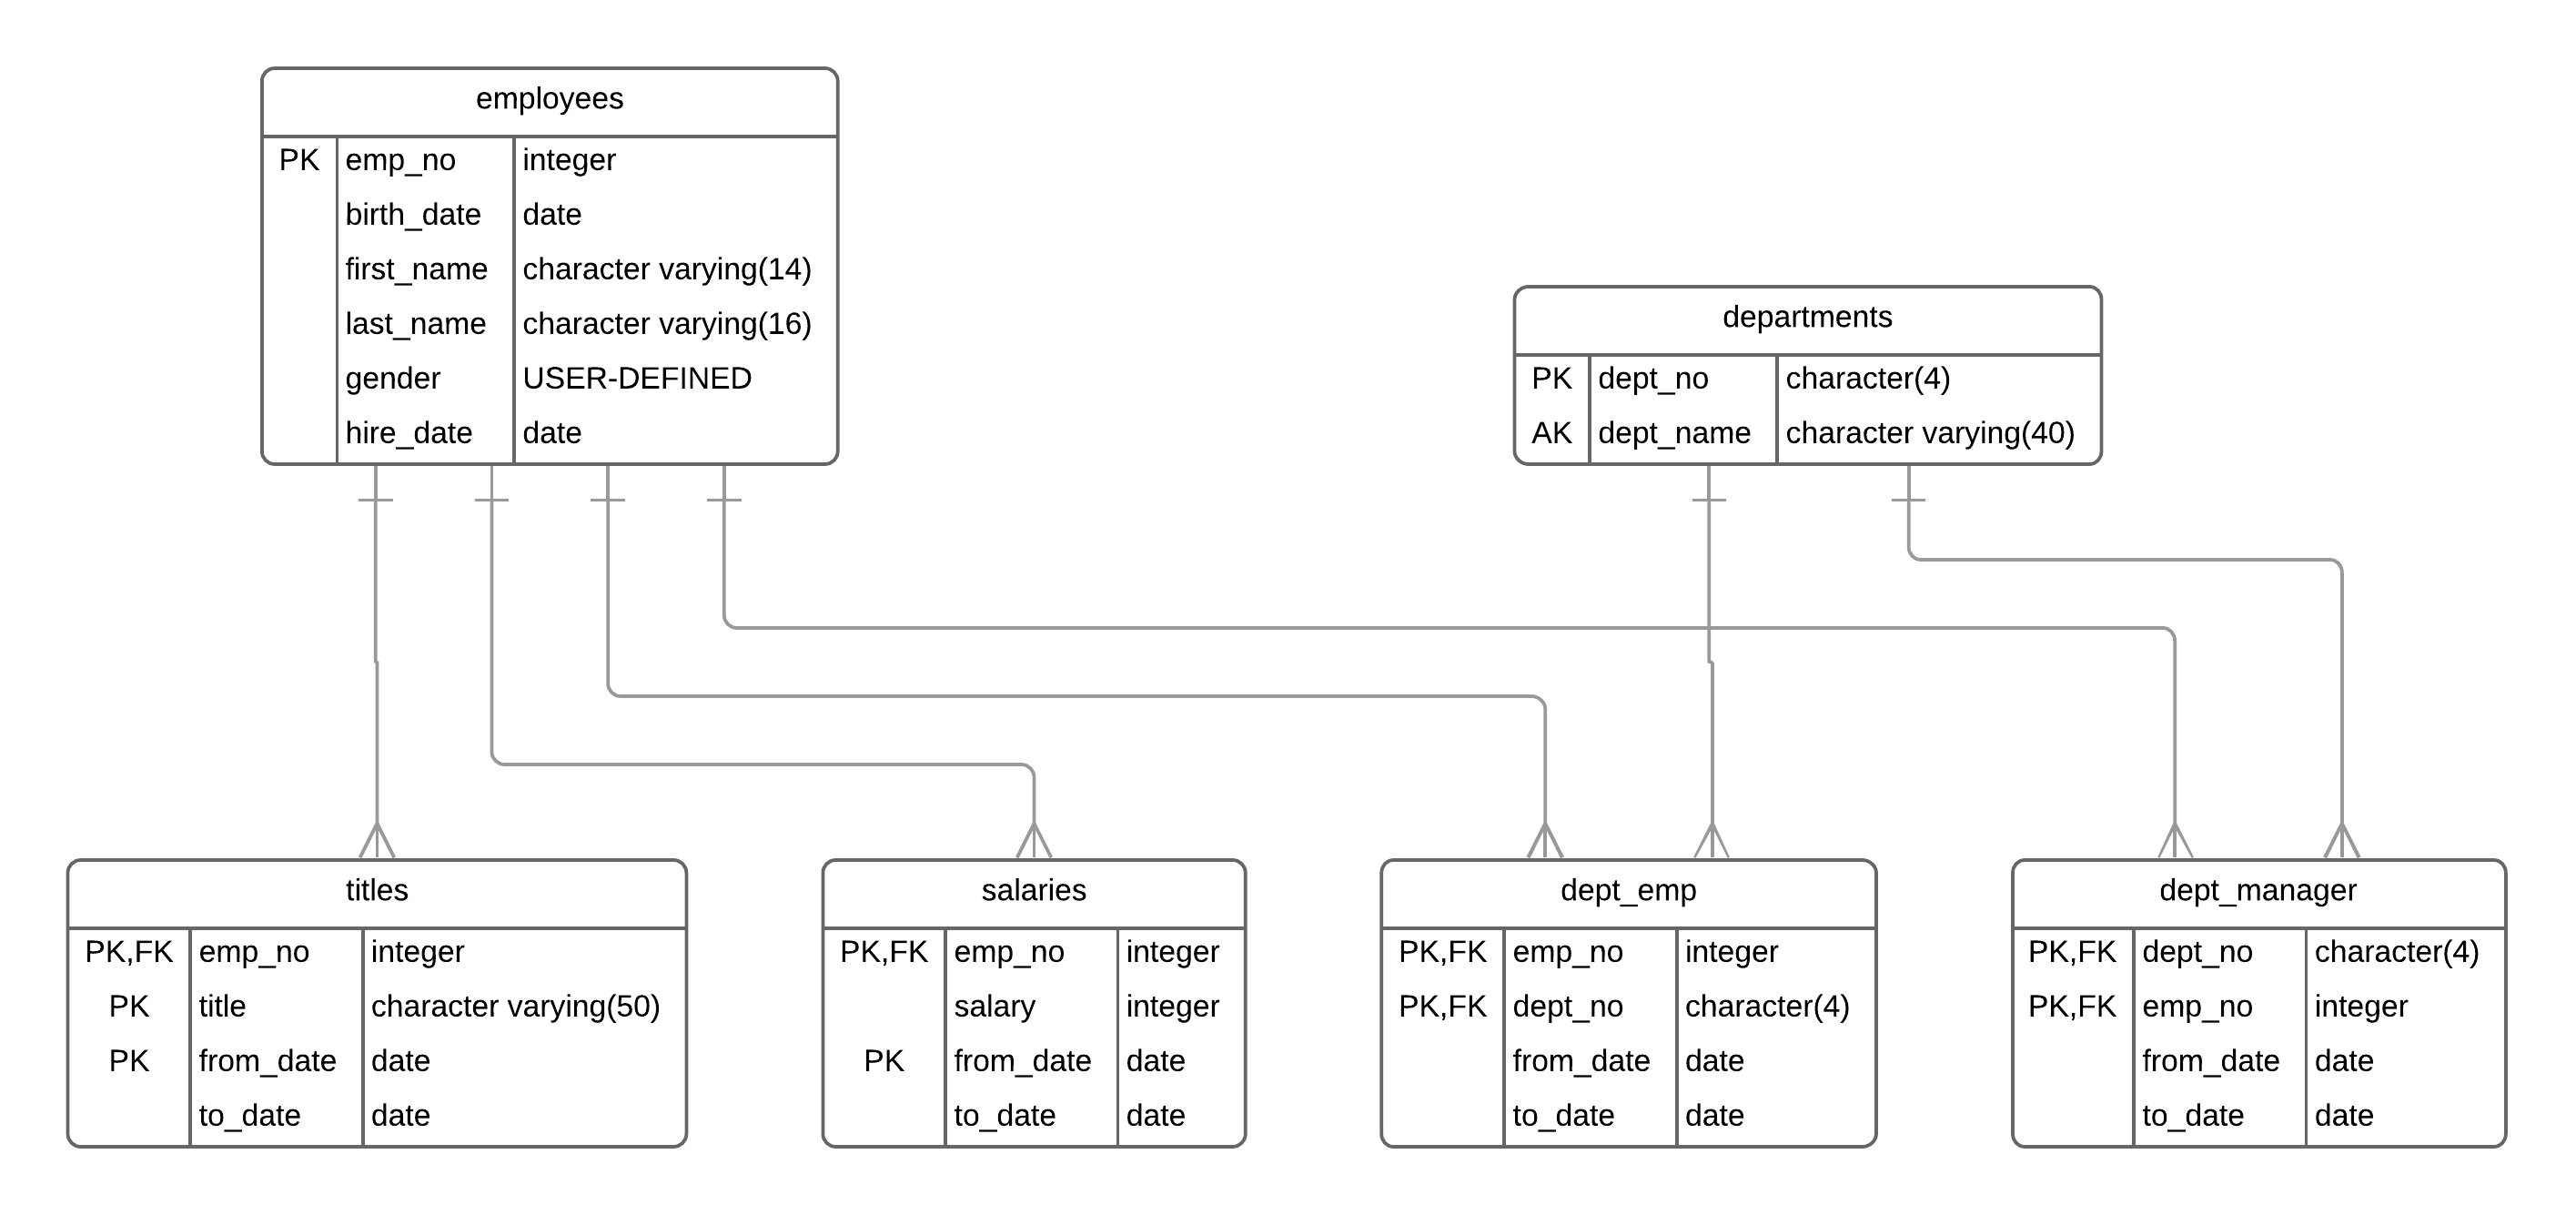 employees
PK emp_no integer
birth_date date
first_name character varying(14)
last_name character varying(16)
gender USER-DEFINED
hire_date date
departments
PK dept_no character(4)
AK dept_name character varying(40)
titles
PK,FK emp_no integer
PK title character varying(50)
PK from_date date
to_date date
salaries
PK,FK emp_no integer
salary integer
PK from_date date
to_date date
dept_emp
PK,FK emp_no integer
PK,FK dept_no character(4)
from_date date
to_date date
dept_manager
PK,FK dept_no character(4)
PK,FK emp_no integer
from_date date
to_date date